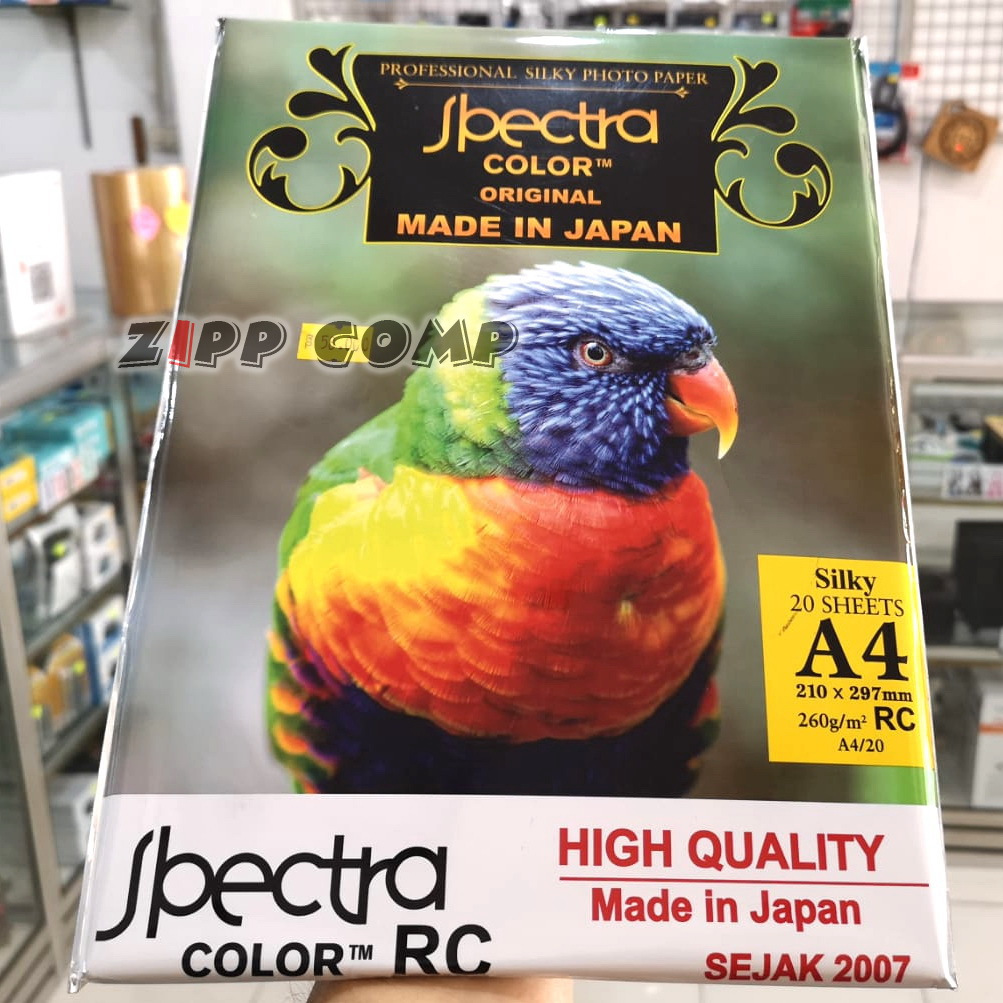 PROFESSIONAL SILKY PHOTO PAPER
Spectra
COLOR™
ORIGINAL
MADE IN JAPAN
ZIPP COMP
Silky
20 SHEETS
A4
210 x 297mm
260g/m² RC
A4/20
Spectra
COLOR™ RC
HIGH QUALITY
Made in Japan
SEJAK 2007